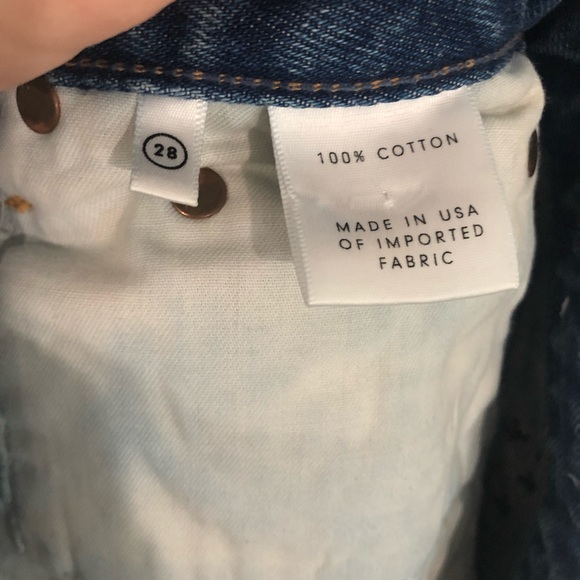 28
100% COTTON
MADE IN USA
OF IMPORTED
FABRIC